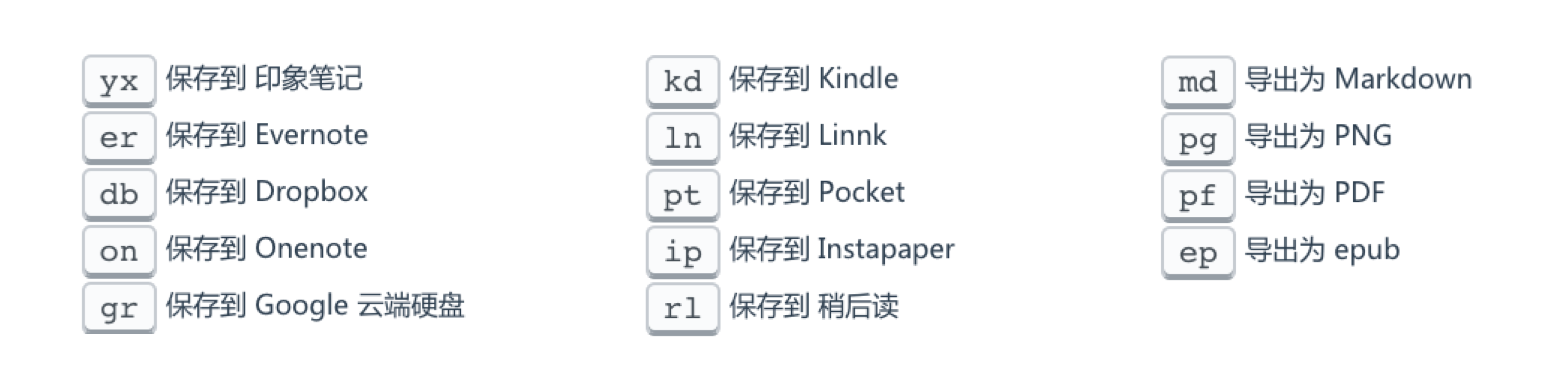 yx 保存到 印象笔记
er 保存到 Evernote
db 保存到 Dropbox
on 保存到 Onenote
gr 保存到 Google 云端硬盘
kd 保存到 Kindle
ln 保存到 Linnk
pt 保存到 Pocket
ip 保存到 Instapaper
rl 保存到 稍后读
md 导出为 Markdown
pg 导出为 PNG
pf 导出为 PDF
ep 导出为 epub